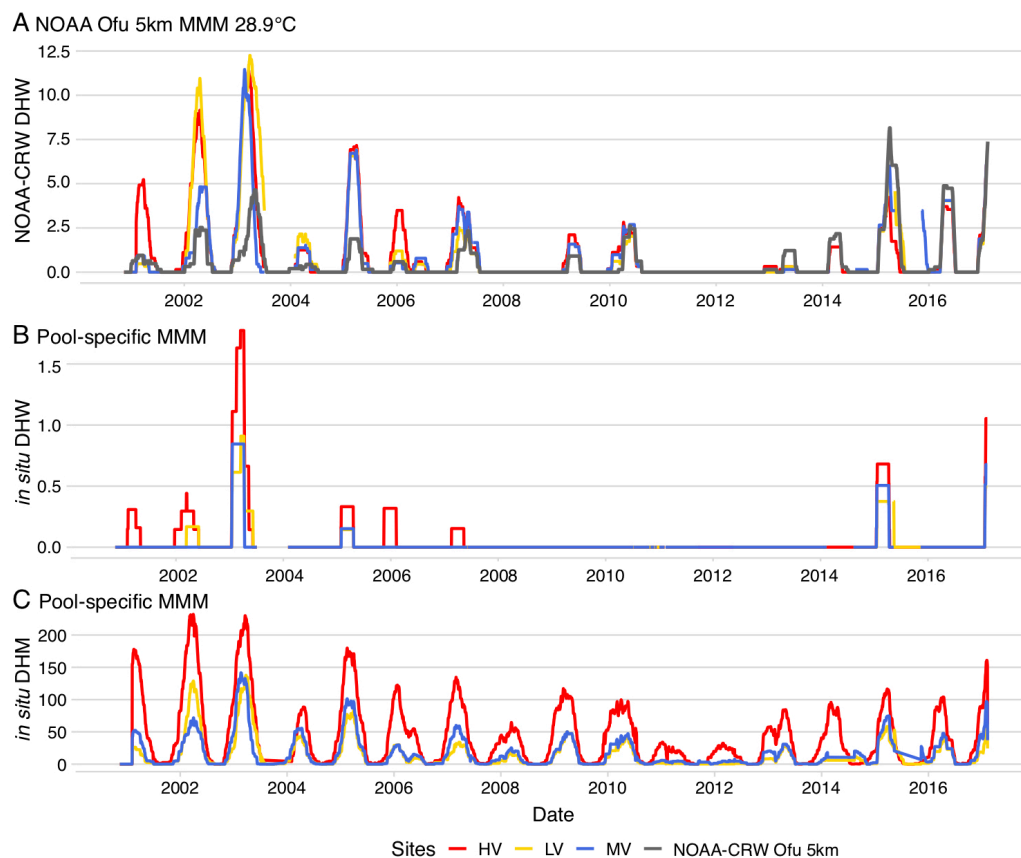 A NOAA Ofu 5km MMM 28.9°C
NOAA-CRW DHW
12.5
10.0
7.5
5.0
2.5
0.0
2002 2004 2006 2008 2010 2012 2014 2016
B Pool-specific MMM
in situ DHW
1.5
1.0
0.5
0.0
2002 2004 2006 2008 2010 2012 2014 2016
C Pool-specific MMM
in situ DHM
200
150
100
50
0
2002 2004 2006 2008 2010 2012 2014 2016
Date
Sites HV LV MV NOAA-CRW Ofu 5km